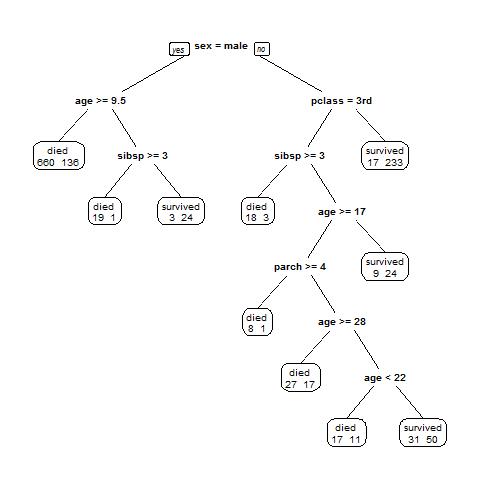 yes sex = male no
age >= 9.5
pclass = 3rd
died
660 136
sibsp >= 3
sibsp >= 3
survived
17 233
died
19 1
survived
3 24
died
18 3
age >= 17
parch >= 4
survived
9 24
died
8 1
age >= 28
died
27 17
age < 22
died
17 11
survived
31 50